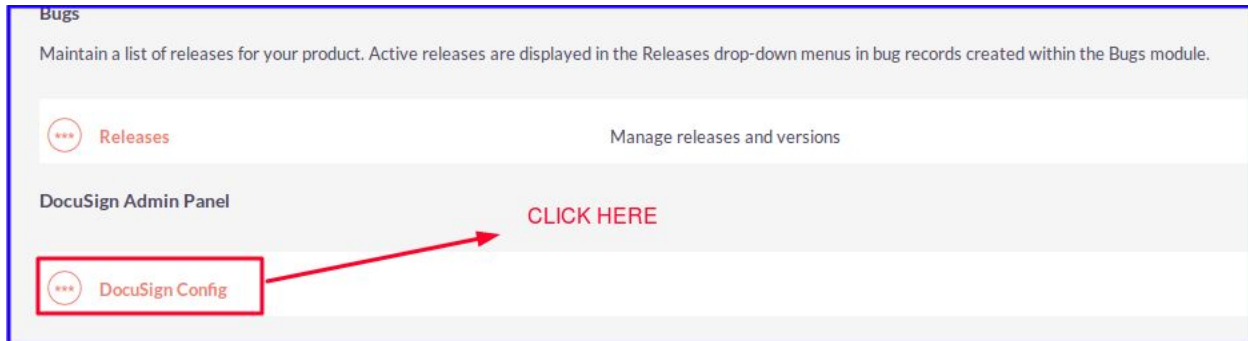 Bugs
Maintain a list of releases for your product. Active releases are displayed in the Releases drop-down menus in bug records created within the Bugs module.
*** Releases Manage releases and versions
DocuSign Admin Panel
CLICK HERE
*** DocuSign Config